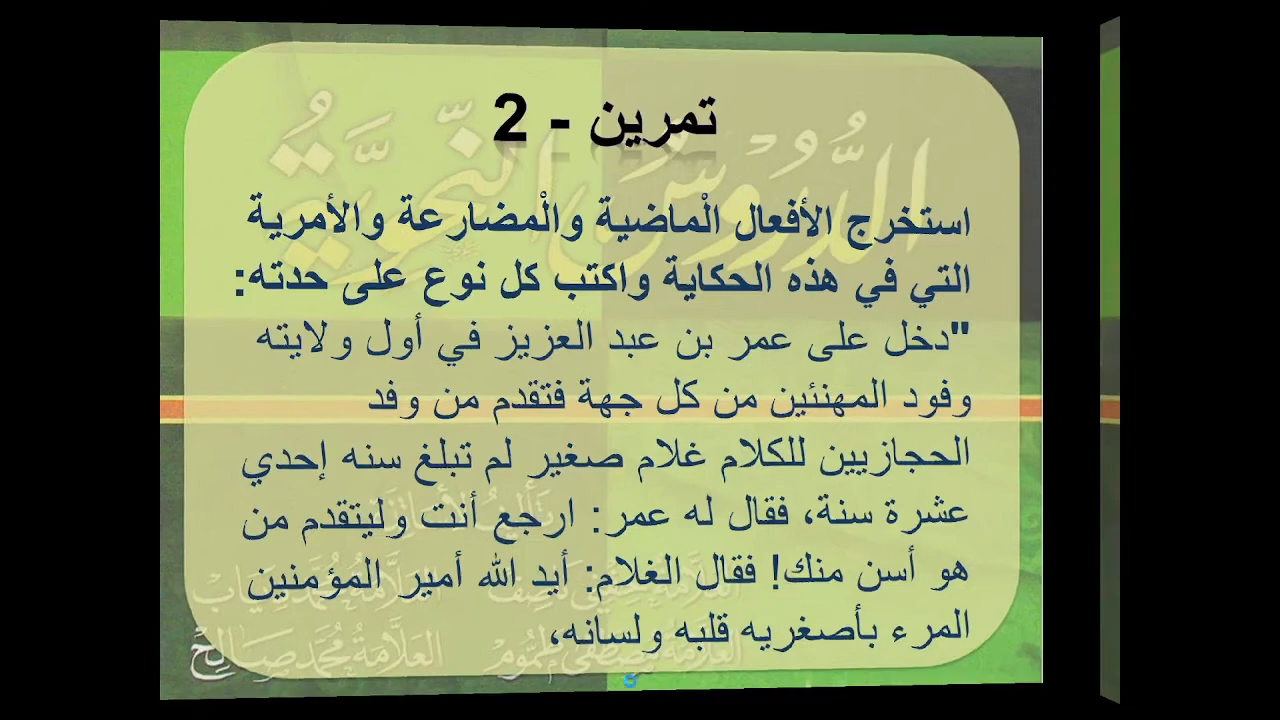 تمرين - 2
استخرج الأفعال الْماضية والْمضارعة والأمرية
التي في هذه الحكاية واكتب كل نوع على حدته:
"دخل على عمر بن عبد العزيز في أول ولايته
وفود المهنئين من كل جهة فتقدم من وفد
الحجازيين للكلام غلام صغير لم تبلغ سنه إحدي
عشرة سنة، فقال له عمر: ارجع أنت وليتقدم من
هو أسن منك! فقال الغلام: أيد الله أمير المؤمنين
المرء بأصغريه قلبه ولسانه،
الدُّرُوسُ النَّحْوِيَّةُ